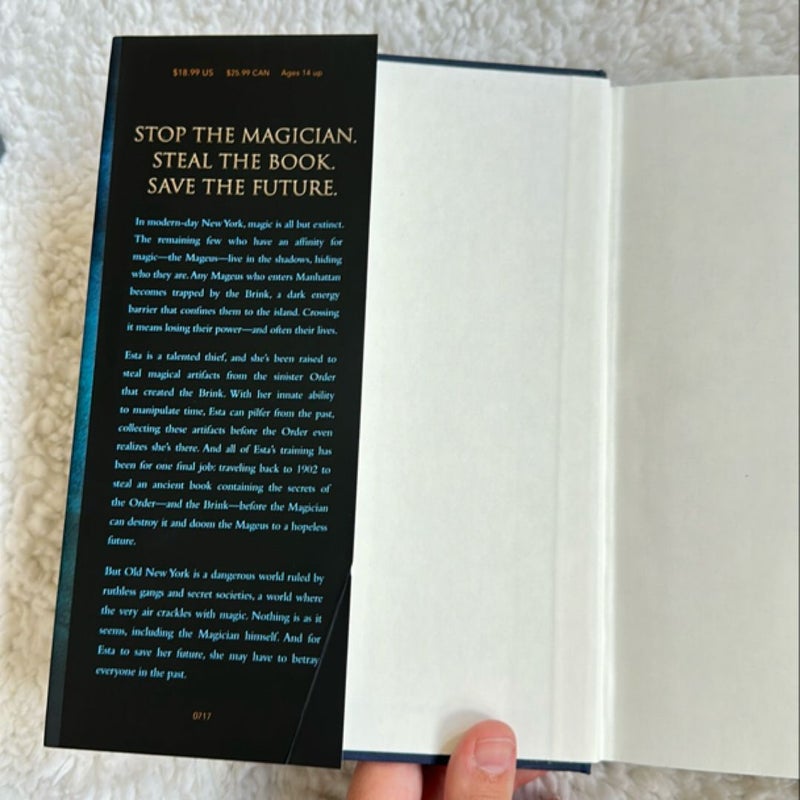 $18.99 US $25.99 CAN Ages 14 up
STOP THE MAGICIAN.
STEAL THE BOOK.
SAVE THE FUTURE.
In modern-day New York, magic is all but extinct.
The remaining few who have an affinity for
magic—the Mageus—live in the shadows, hiding
who they are. Any Mageus who enters Manhattan
becomes trapped by the Brink, a dark energy
barrier that confines them to the island. Crossing
it means losing their power—and often their lives.
Esta is a talented thief, and she's been raised to
steal magical artifacts from the sinister Order
that created the Brink. With her innate ability
to manipulate time, Esta can pilfer from the past,
collecting these artifacts before the Order even
realizes she's there. And all of Esta's training has
been for one final job: traveling back to 1902 to
steal an ancient book containing the secrets of
the Order—and the Brink—before the Magician
can destroy it and doom the Mageus to a hopeless
future.
But Old New York is a dangerous world ruled by
ruthless gangs and secret societies, a world where
the very air crackles with magic. Nothing is as it
seems, including the Magician himself. And for
Esta to save her future, she may have to betray
everyone in the past.
0717